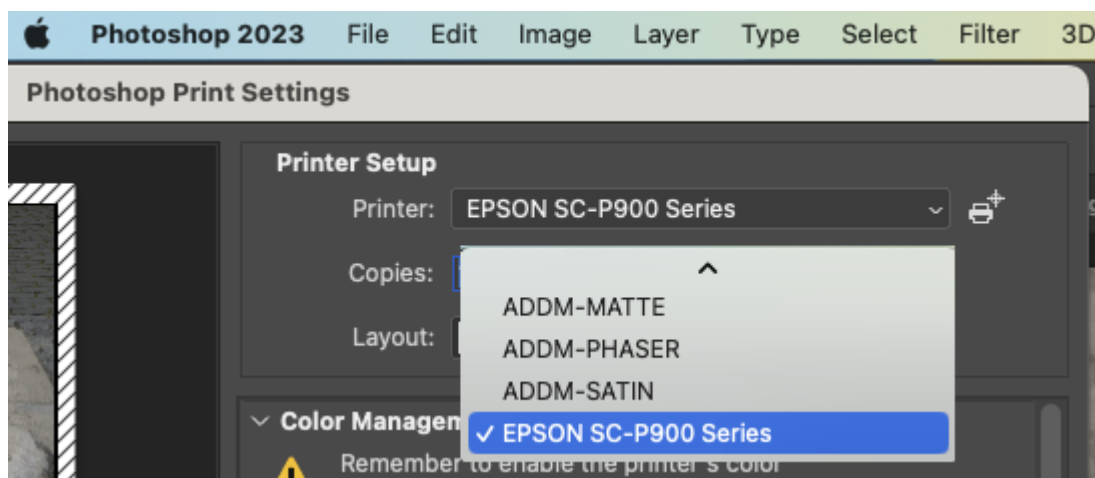 Photoshop 2023 File Edit Image Layer Type Select Filter 3D
Photoshop Print Settings
Printer Setup
Printer: EPSON SC-P900 Series
Copies:
Layout:
ADDM-MATTE
ADDM-PHASER
ADDM-SATIN
✓ EPSON SC-P900 Series
Color Manage
Remember to enable the printer's color